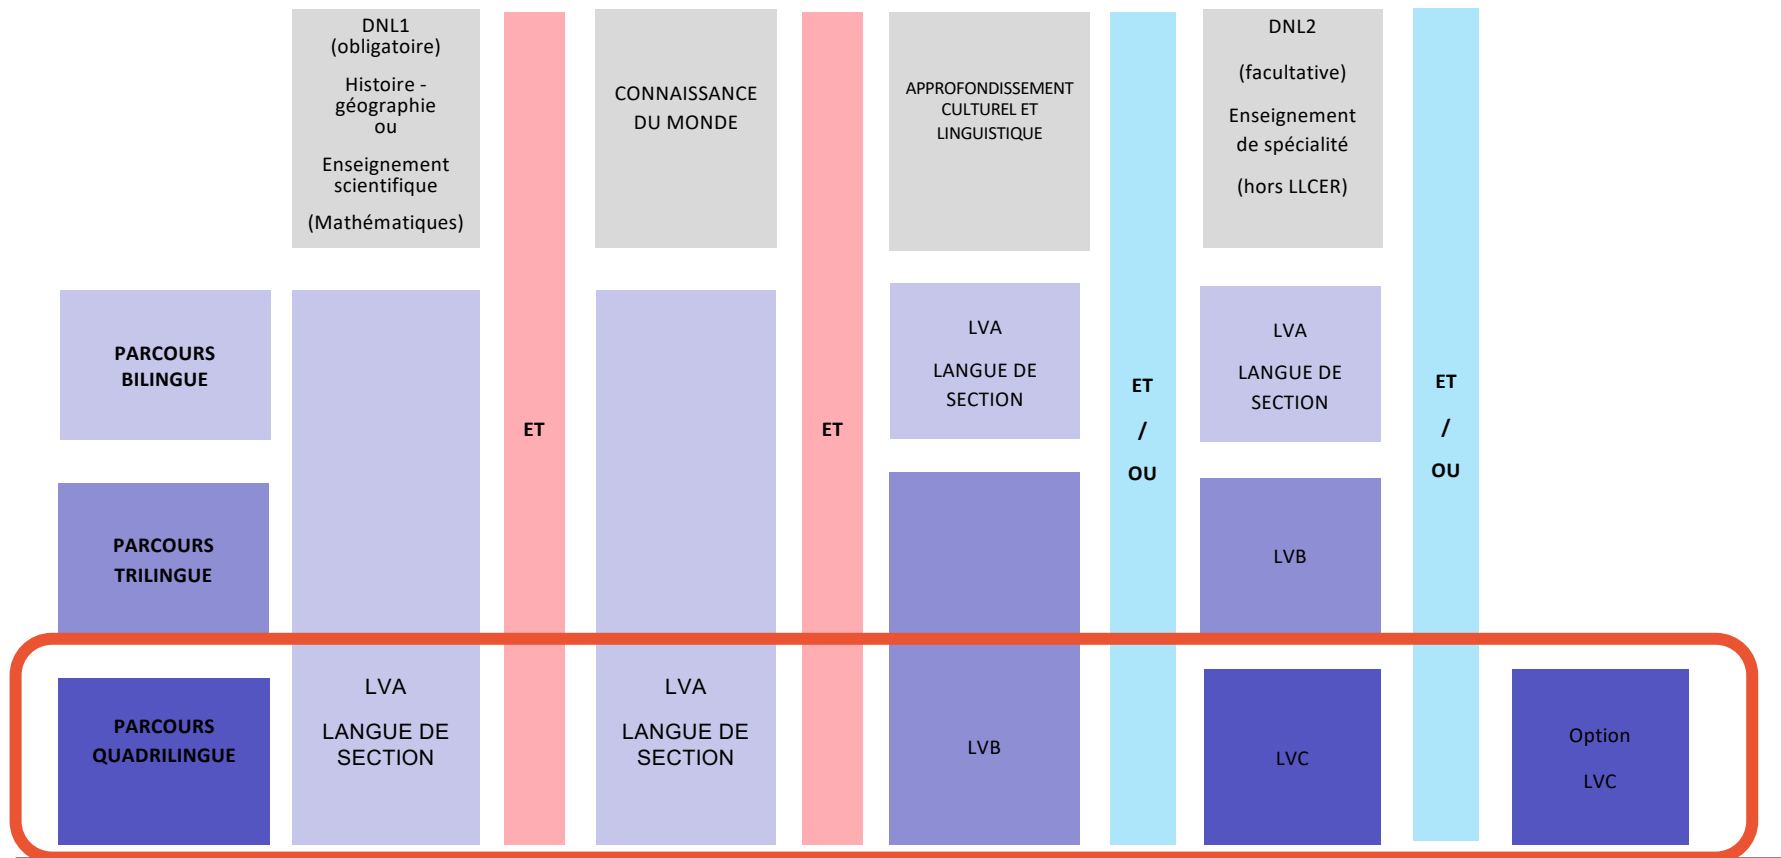 DNL1
(obligatoire)
Histoire -
géographie
ou
Enseignement
scientifique
(Mathématiques)
CONNAISSANCE
DU MONDE
APPROFONDISSEMENT
CULTUREL ET
LINGUISTIQUE
DNL2
(facultative)
Enseignement
de spécialité
(hors LLCER)
PARCOURS
BILINGUE
ET
ET
LVA
LANGUE DE
SECTION
ET
/
OU
LVA
LANGUE DE
SECTION
ET
/
OU
PARCOURS
TRILINGUE
LVB
PARCOURS
QUADRILINGUE
LVA
LANGUE DE
SECTION
LVA
LANGUE DE
SECTION
LVB
LVC
Option
LVC